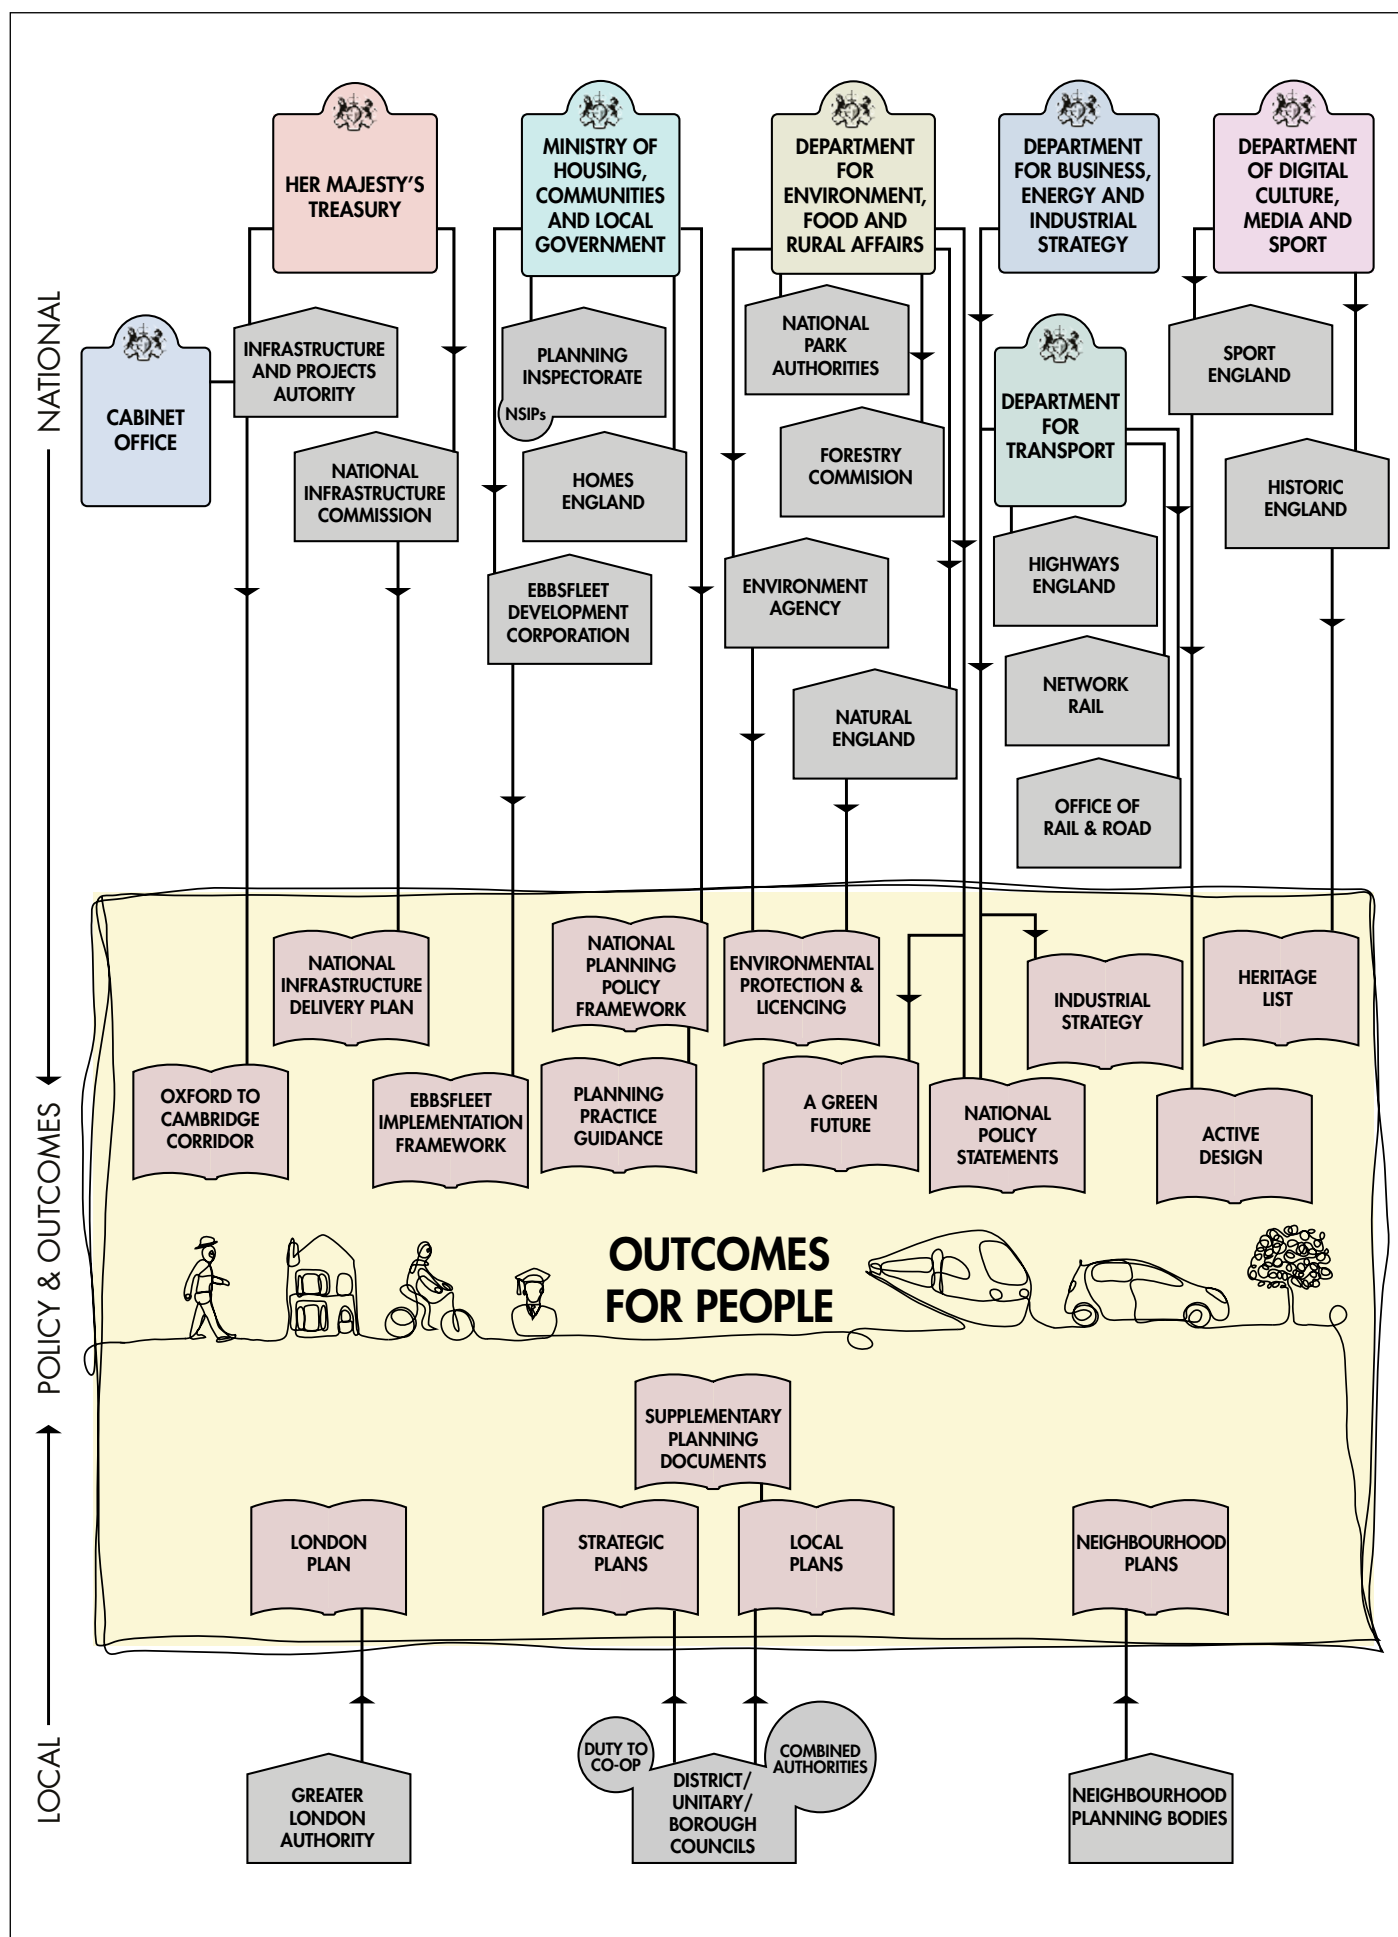 HER MAJESTY'S
TREASURY
MINISTRY OF
HOUSING,
COMMUNITIES
AND LOCAL
GOVERNMENT
DEPARTMENT
FOR
ENVIRONMENT,
FOOD AND
RURAL AFFAIRS
DEPARTMENT
FOR BUSINESS,
ENERGY AND
INDUSTRIAL
STRATEGY
DEPARTMENT
OF DIGITAL
CULTURE,
MEDIA AND
SPORT
NATIONAL
CABINET
OFFICE
INFRASTRUCTURE
AND PROJECTS
AUTORITY
NATIONAL
INFRASTRUCTURE
COMMISSION
PLANNING
INSPECTORATE
NSIPs
HOMES
ENGLAND
EBBSFLEET
DEVELOPMENT
CORPORATION
NATIONAL
PARK
AUTHORITIES
FORESTRY
COMMISION
ENVIRONMENT
AGENCY
NATURAL
ENGLAND
DEPARTMENT
FOR
TRANSPORT
HIGHWAYS
ENGLAND
NETWORK
RAIL
OFFICE OF
RAIL & ROAD
SPORT
ENGLAND
HISTORIC
ENGLAND
POLICY & OUTCOMES
NATIONAL
INFRASTRUCTURE
DELIVERY PLAN
NATIONAL
PLANNING
POLICY
FRAMEWORK
ENVIRONMENTAL
PROTECTION &
LICENCING
INDUSTRIAL
STRATEGY
HERITAGE
LIST
OXFORD TO
CAMBRIDGE
CORRIDOR
EBBSFLEET
IMPLEMENTATION
FRAMEWORK
PLANNING
PRACTICE
GUIDANCE
A GREEN
FUTURE
NATIONAL
POLICY
STATEMENTS
ACTIVE
DESIGN
OUTCOMES
FOR PEOPLE
SUPPLEMENTARY
PLANNING
DOCUMENTS
LONDON
PLAN
STRATEGIC
PLANS
LOCAL
PLANS
NEIGHBOURHOOD
PLANS
LOCAL
GREATER
LONDON
AUTHORITY
DUTY TO
CO-OP
DISTRICT/
UNITARY/
BOROUGH
COUNCILS
COMBINED
AUTHORITIES
NEIGHBOURHOOD
PLANNING BODIES